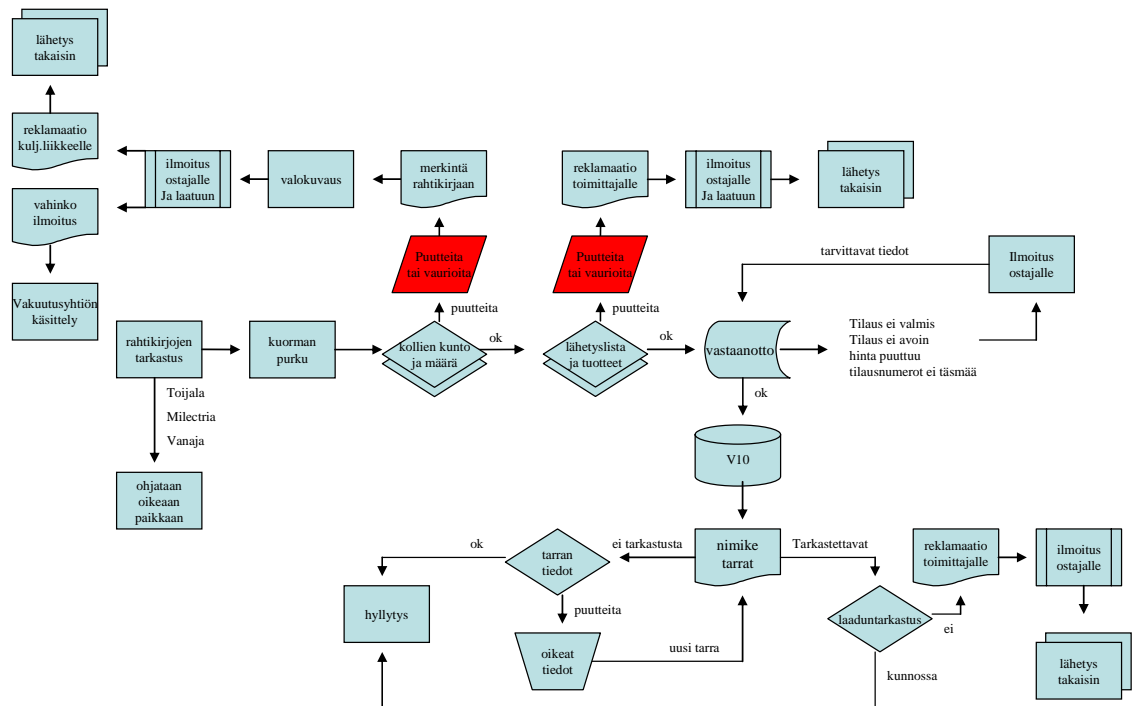 lähetys
takaisin
reklamaatio
kulj.liikkeelle
ilmoitus
ostajalle
Ja laatuun
valokuvaus
merkintä
rahtikirjaan
reklamaatio
toimittajalle
ilmoitus
ostajalle
Ja laatuun
lähetys
takaisin
vahinko
ilmoitus
Puutteita
tai vaurioita
Puutteita
tai vaurioita
tarvittavat tiedot
Ilmoitus
ostajalle
Vakuutusyhtiön
käsittely
puutteita
puutteita
rahtikirjojen
tarkastus
kuorman
purku
kollien kunto
ja määrä
ok
lähetyslista
ja tuotteet
ok
vastaanotto
Tilaus ei valmis
Tilaus ei avoin
hinta puuttuu
tilausnumerot ei täsmää
Toijala
Milectria
Vanaja
ok
V10
ohjataan
oikeaan
paikkaan
ok
tarran
tiedot
ei tarkastusta
nimike
tarrat
Tarkastettavat
reklamaatio
toimittajalle
ilmoitus
ostajalle
hyllytys
puutteita
laaduntarkastus
ei
oikeat
tiedot
uusi tarra
kunnossa
lähetys
takaisin